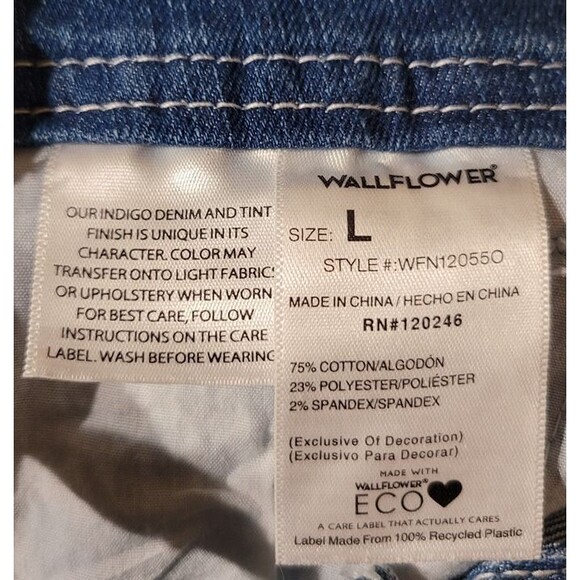 OUR INDIGO DENIM AND TINT
FINISH IS UNIQUE IN ITS
CHARACTER. COLOR MAY
TRANSFER ONTO LIGHT FABRICS
OR UPHOLSTERY WHEN WORN
FOR BEST CARE, FOLLOW
INSTRUCTIONS ON THE CARE
LABEL. WASH BEFORE WEARING
WALLFLOWER®
SIZE: L
STYLE #:WFN12055O
MADE IN CHINA / HECHO EN CHINA
RN#120246
75% COTTON/ALGODÓN
23% POLYESTER/POLIÉSTER
2% SPANDEX/SPANDEX
(Exclusive Of Decoration)
(Exclusivo Para Decorar)
MADE WITH
WALLFLOWER®
ECO
A CARE LABEL THAT ACTUALLY CARES
Label Made From 100% Recycled Plastic